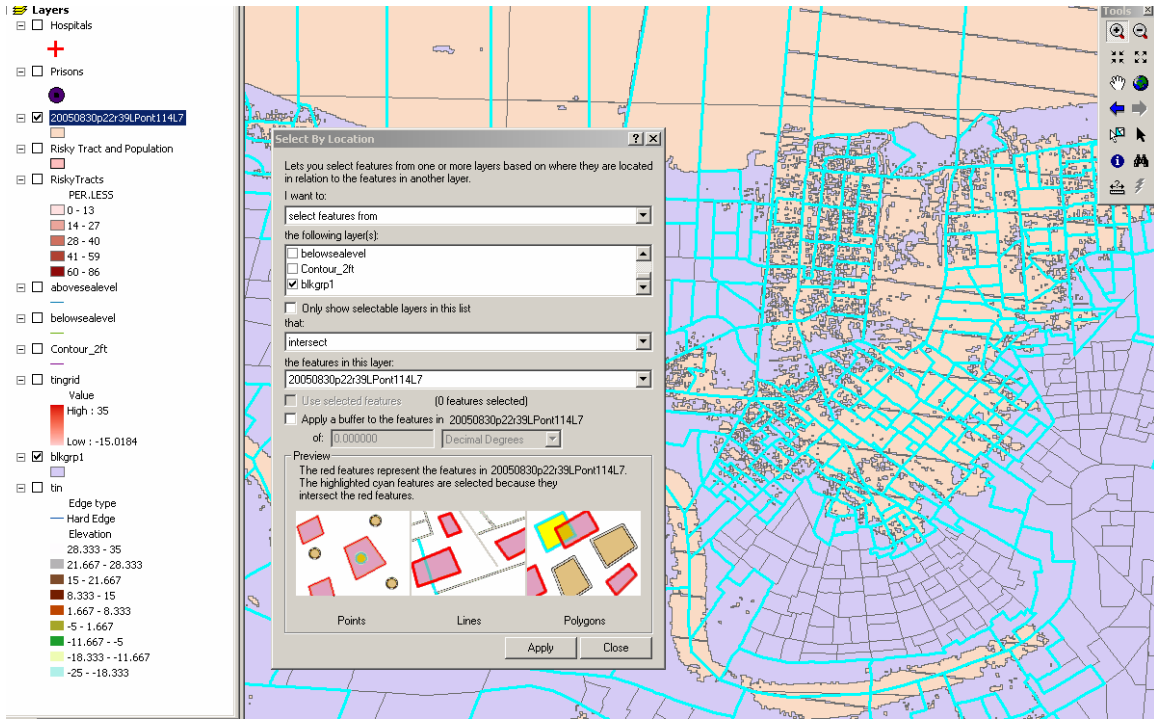 Layers
Hospitals
Prisons
20050830p22r39LPont114L7
Risky Tract and Population
RiskyTracts
PER.LESS
0 - 13
14 - 27
28 - 40
41 - 59
60 - 86
abovesealevel
belowsealevel
Contour_2ft
tingrid
Value
High : 35
Low : -15.0184
blkgrp1
tin
Edge type
Hard Edge
Elevation
28.333 - 35
21.667 - 28.333
15 - 21.667
8.333 - 15
1.667 - 8.333
-5 - 1.667
-11.667 - -5
-18.333 - -11.667
-25 - -18.333
Select By Location
Lets you select features from one or more layers based on where they are located
in relation to the features in another layer.
I want to:
select features from
the following layer(s):
belowsealevel
Contour_2ft
blkgrp1
Only show selectable layers in this list
that:
intersect
the features in this layer:
20050830p22r39LPont114L7
Use selected features (0 features selected)
Apply a buffer to the features in 20050830p22r39LPont114L7
of: 0.000000 Decimal Degrees
Preview
The red features represent the features in 20050830p22r39LPont114L7.
The highlighted cyan features are selected because they
intersect the red features.
Points Lines Polygons
Apply Close
Tools